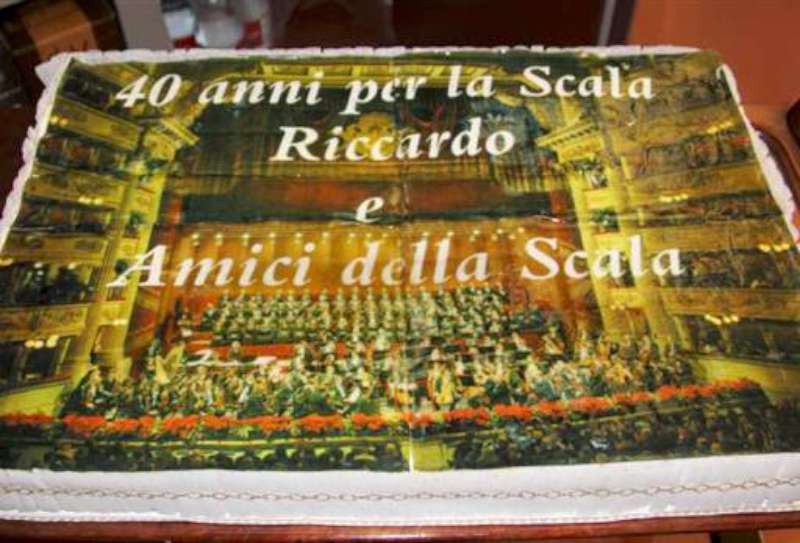 40 anni per la Scala
Riccardo
e
Amici della Scala